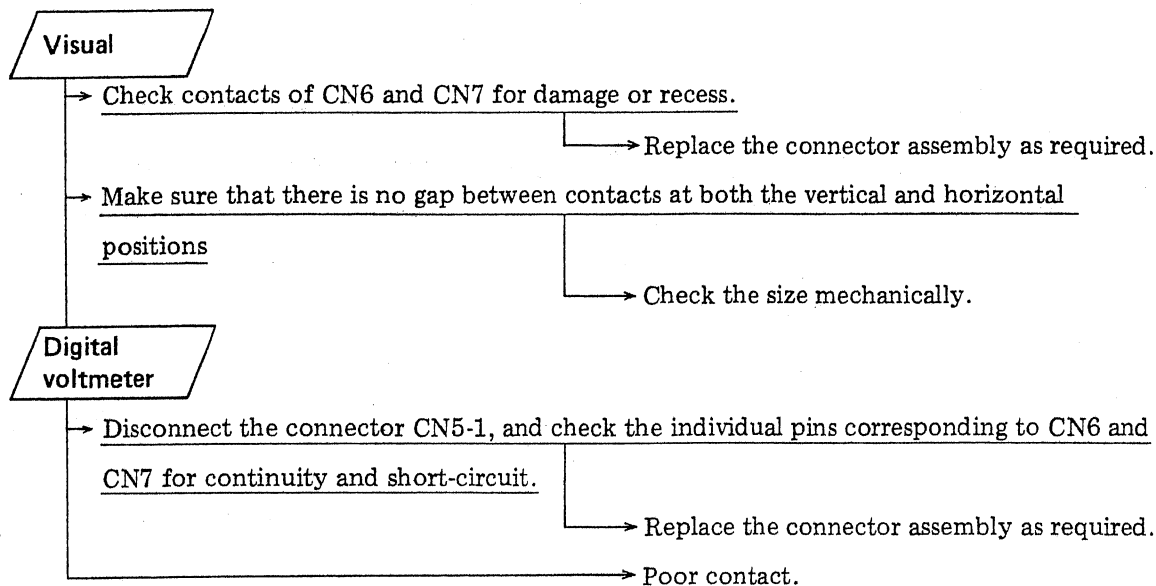 Visual
Check contacts of CN6 and CN7 for damage or recess.
Replace the connector assembly as required.
Make sure that there is no gap between contacts at both the vertical and horizontal
positions
Check the size mechanically.
Digital
voltmeter
Disconnect the connector CN5-1, and check the individual pins corresponding to CN6 and
CN7 for continuity and short-circuit.
Replace the connector assembly as required.
Poor contact.